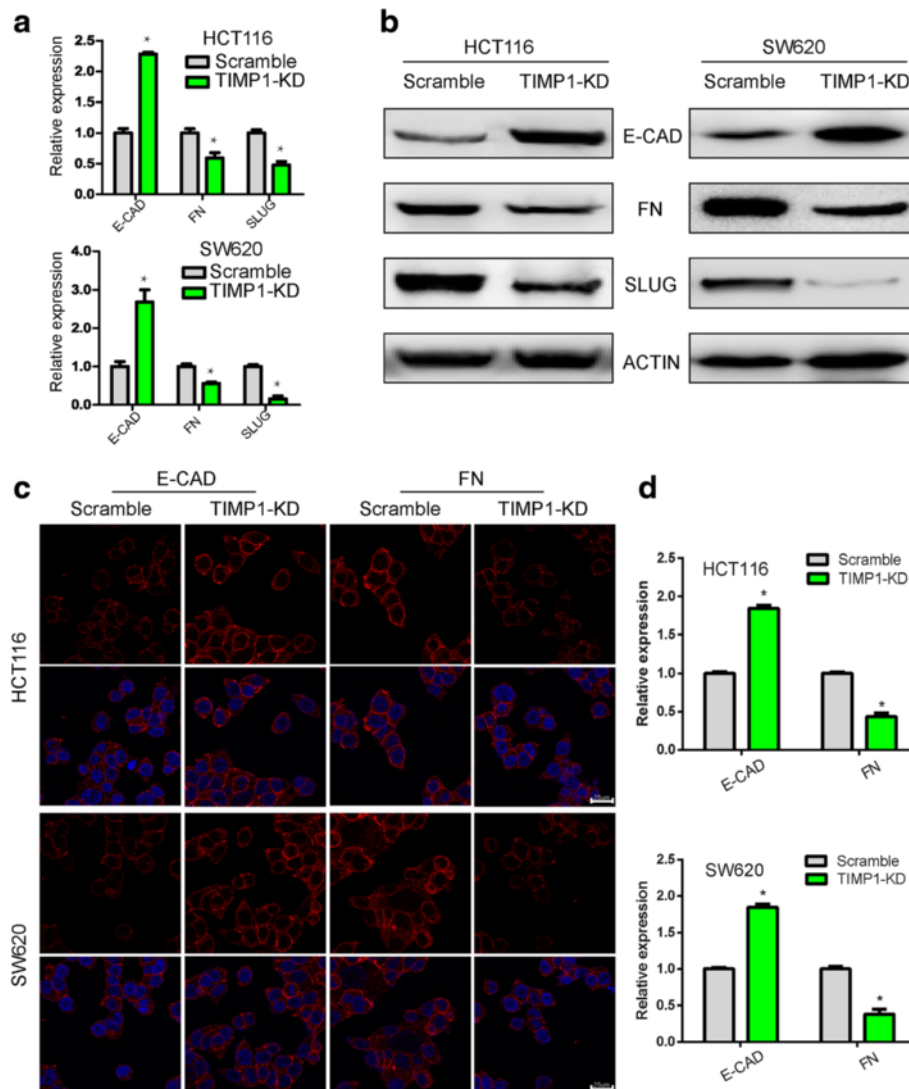 a
HCT116
Scramble
TIMP1-KD
Relative expression
2.5
2.0
1.5
1.0
0.5
0.0
E-CAD
FN
SLUG
SW620
Scramble
TIMP1-KD
Relative expression
4.0
3.0
2.0
1.0
0.0
E-CAD
FN
SLUG
b
HCT116
SW620
Scramble TIMP1-KD
Scramble TIMP1-KD
E-CAD
FN
SLUG
ACTIN
c
E-CAD
FN
Scramble TIMP1-KD Scramble TIMP1-KD
HCT116
SW620
d
HCT116
Scramble
TIMP1-KD
Relative expression
2.5
2.0
1.5
1.0
0.5
0.0
E-CAD
FN
SW620
Scramble
TIMP1-KD
Relative expression
2.5
2.0
1.5
1.0
0.5
0.0
E-CAD
FN